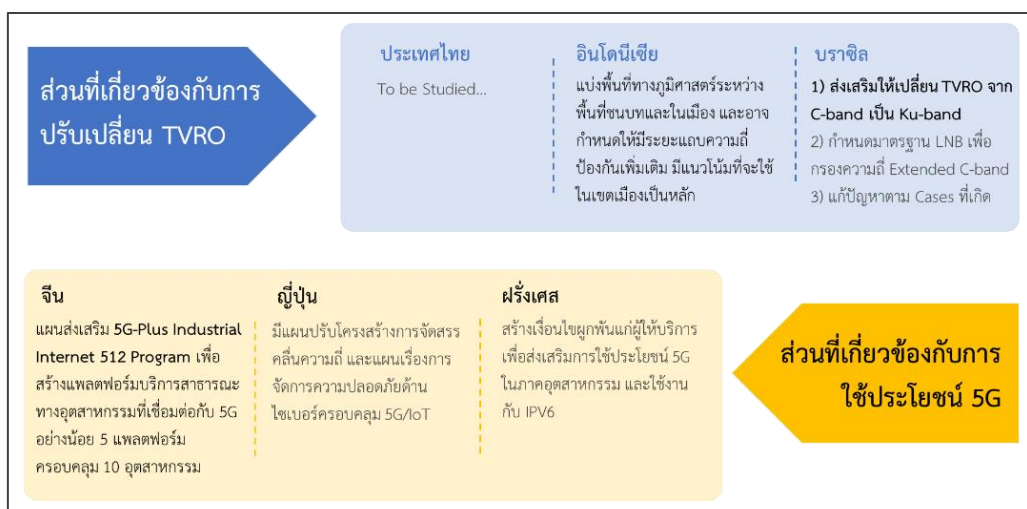 ส่วนที่เกี่ยวข้องกับการ
ปรับเปลี่ยน TVRO
ประเทศไทย
To be Studied...
อินโดนีเซีย
แบ่งพื้นที่ทางภูมิศาสตร์ระหว่าง
พื้นที่ชนบทและในเมือง และอาจ
กำหนดให้มีระยะแถบความถี่
ป้องกันเพิ่มเติม มีแนวโน้มที่จะใช้
ในเขตเมืองเป็นหลัก
บราซิล
1) ส่งเสริมให้เปลี่ยน TVRO จาก
C-band เป็น Ku-band
2) กำหนดมาตรฐาน LNB เพื่อ
กรองความถี่ Extended C-band
3) แก้ปัญหาตาม Cases ที่เกิด
จีน
แผนส่งเสริม 5G-Plus Industrial
Internet 512 Program เพื่อ
สร้างแพลตฟอร์มบริการสาธารณะ
ทางอุตสาหกรรมที่เชื่อมต่อกับ 5G
อย่างน้อย 5 แพลตฟอร์ม
ครอบคลุม 10 อุตสาหกรรม
ญี่ปุ่น
มีแผนปรับโครงสร้างการจัดสรร
คลื่นความถี่ และแผนเรื่องการ
จัดการความปลอดภัยด้าน
ไซเบอร์ครอบคลุม 5G/IoT
ฝรั่งเศส
สร้างเงื่อนไขผูกพันแก่ผู้ให้บริการ
เพื่อส่งเสริมการใช้ประโยชน์ 5G
ในภาคอุตสาหกรรม และใช้งาน
กับ IPV6
ส่วนที่เกี่ยวข้องกับการ
ใช้ประโยชน์ 5G